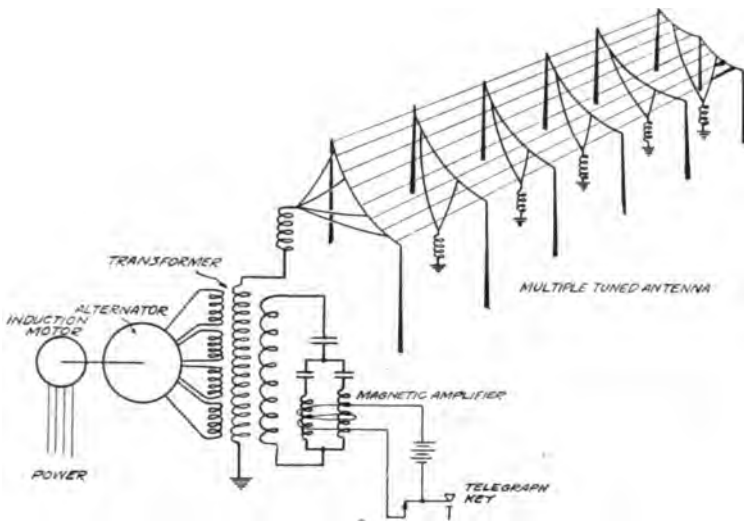 TRANSFORMER
ALTERNATOR
INDUCTION
MOTOR
POWER
MULTIPLE TUNED ANTENNA
MAGNETIC AMPLIFIER
TELEGRAPH
KEY